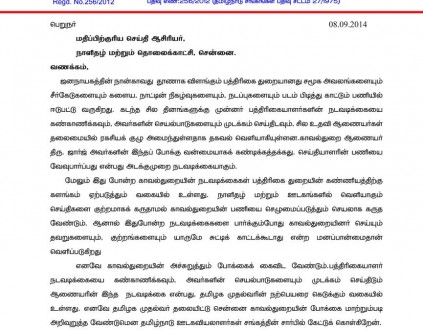 Regd. No.256/2012
பதிவு எண்:256/2012 (தமிழ்நாடு சங்கங்கள் பதிவு சட்டம் 27/1975)
பெறுநர்
08.09.2014
மதிப்பிற்குரிய செய்தி ஆசிரியர்,
நாளிதழ் மற்றும் தொலைக்காட்சி, சென்னை.
வணக்கம்.
ஜனநாயகத்தின் நான்காவது தூணாக விளங்கும் பத்திரிகை துறையானது சமூக அவலங்களையும்
சீர்கேடுகளையும் களைய, நாட்டின் நிகழ்வுகளையும், நடப்புகளையும் படம் பிடித்து காட்டும் பணியில்
ஈடுபட்டு வருகிறது. கடந்த சில தினங்களுக்கு முன்னர் பத்திரிகையாளர்களின் நடவடிக்கையை
கண்காணிக்கவும், அவர்களின் செயல்பாடுகளை முடக்கம் செய்திடவும், சில உதவி ஆணையர்கள்
தலைமையில் ரகசியக் குழு அமைந்துள்ளதாக தகவல் வெளியாகியுள்ளன.காவல்துறை ஆணையர்
திரு. ஜார்ஜ் அவர்களின் இந்தப் போக்கு வன்மையாகக் கண்டிக்கத்தக்கது. செய்தியாளரின் பணியை
வேவுபார்ப்பது என்பது அடக்குமுறை நடவடிக்கையாகும்.
மேலும் இது போன்ற காவல்துறையின் நடவடிக்கைகள் பத்திரிகை துறையின் கண்ணியத்திற்கு
களங்கம் ஏற்படுத்தும் வகையில் உள்ளது. நாளிதழ் மற்றும் ஊடகங்களில் வெளியாகும்
செய்திகளை குற்றமாகக் கருதாமல் காவல்துறையின் பணியை செழுமைப்படுத்தும் செயலாக கருத
வேண்டும். ஆனால் இதுபோன்ற நடவடிக்கைகளை பார்க்கும்போது காவல்துறையினர் செய்யும்
தவறுகளையும், குற்றங்களையும் யாருமே சுட்டிக் காட்டக்கூடாது என்ற மனப்பான்மைதான்
வெளிப்படுகிறது
எனவே காவல்துறையின் அச்சுறுத்தும் போக்கைக் கைவிட வேண்டும்.பத்திரிகையாளர்
நடவடிக்கையை கண்காணிக்கவும், அவர்களின் செயல்பாடுகளை முடக்கம் செய்திடும்
ஆணையரின் இந்த நடவடிக்கை, தமிழக முதல்வரின் நற்பெயரை கெடுக்கும் வகையில்
உள்ளது. எனவே தமிழக முதல்வர் தலையிட்டு சென்னை காவல்துறையின் போக்கை மாற்றும்படி
அறிவுறுத்த வேண்டுமென தமிழ்நாடு ஊடகவியலாளர்கள் சங்கத்தின் சார்பில் கேட்டுக் கொள்கிறேன்.